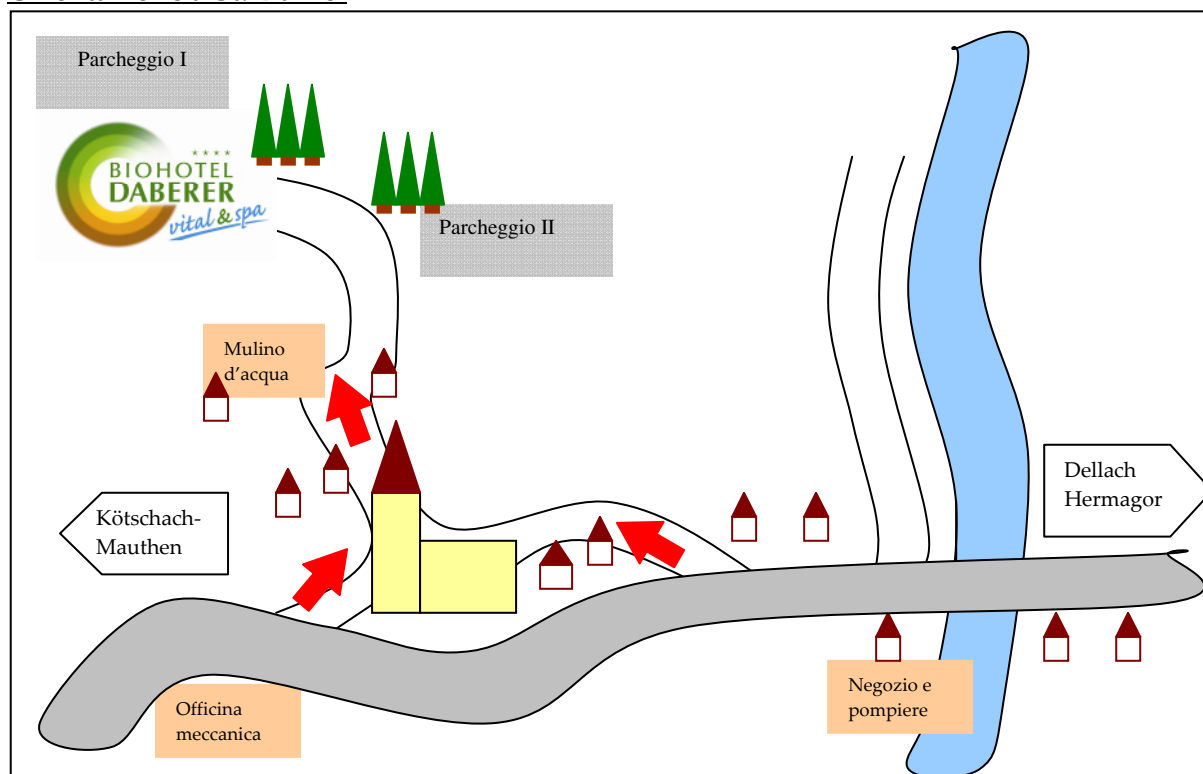 Parcheggio I
BIOHOTEL
DABERER
vital & spa
Parcheggio II
Mulino
d'acqua
Dellach
Hermagor
Kötschach-
Mauthen
Negozio e
pompiere
Officina
meccanica